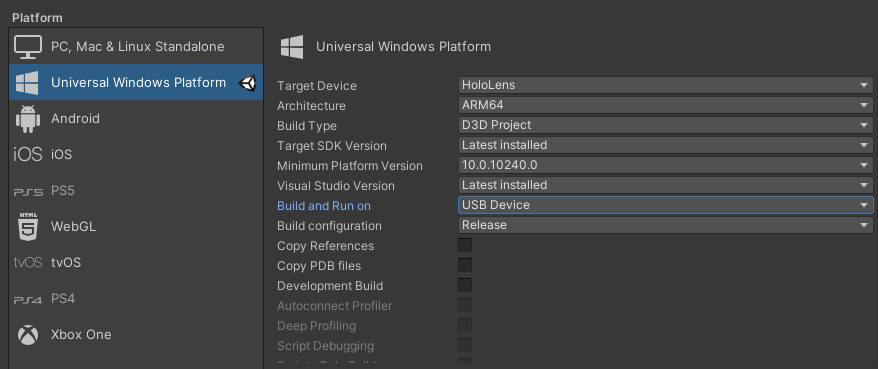 Platform
PC, Mac & Linux Standalone
Universal Windows Platform
Android
iOS iOS
PS5 PS5
HTML 5 WebGL
tvOS tvOS
PS4 PS4
Xbox One
Universal Windows Platform
Target Device HoloLens
Architecture ARM64
Build Type D3D Project
Target SDK Version Latest installed
Minimum Platform Version 10.0.10240.0
Visual Studio Version Latest installed
Build and Run on USB Device
Build configuration Release
Copy References
Copy PDB files
Development Build
Autoconnect Profiler
Deep Profiling
Script Debugging